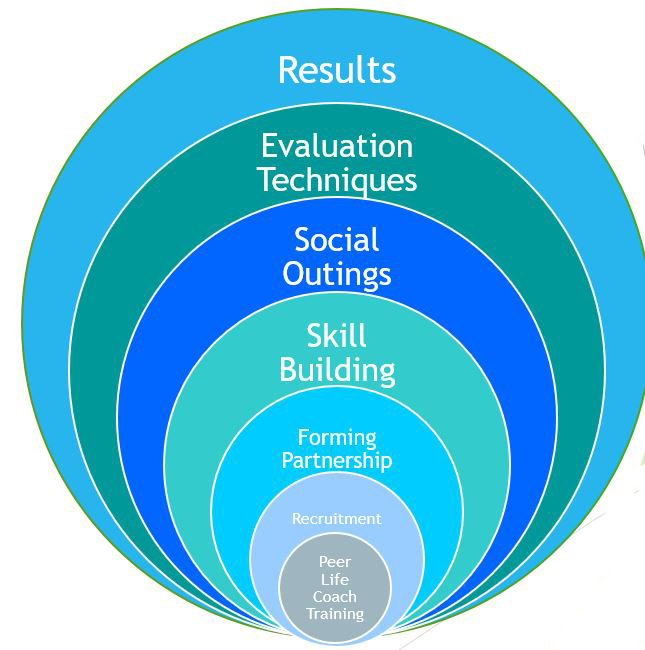 Results
Evaluation
Techniques
Social
Outings
Skill
Building
Forming
Partnership
Recruitment
Peer
Life
Coach
Training